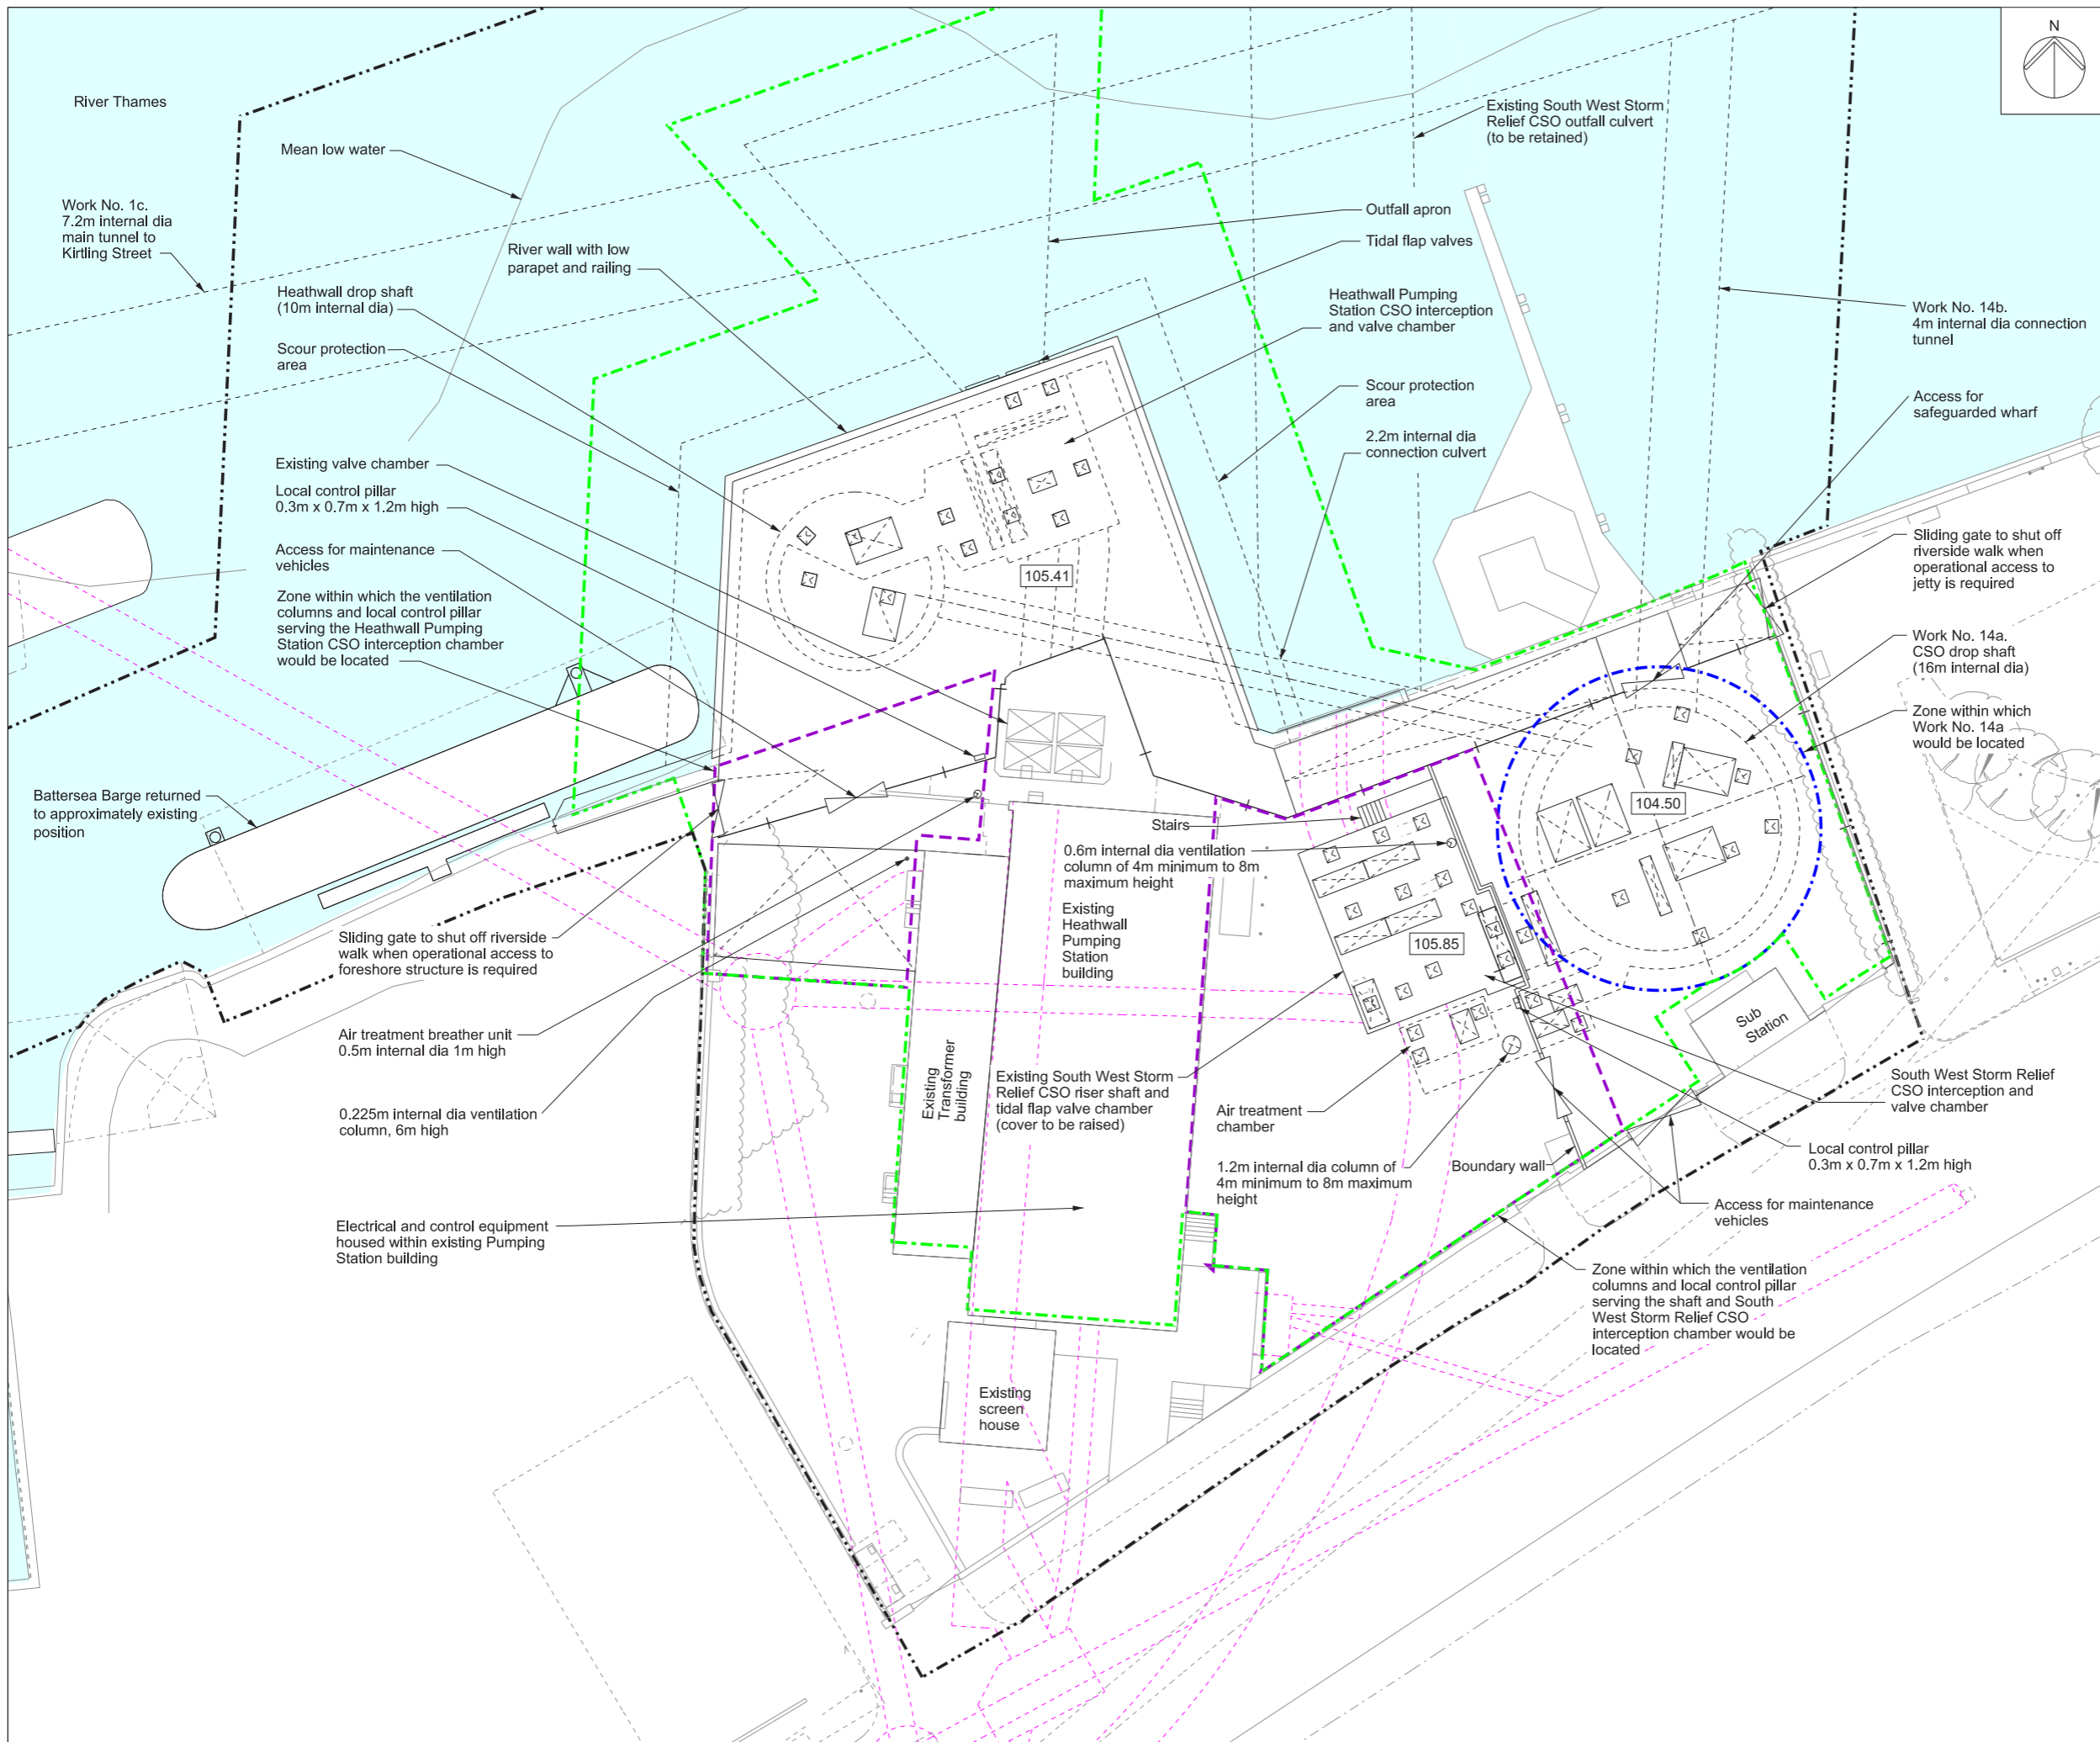 N
River Thames
Mean low water
Work No. 1c.
7.2m internal dia
main tunnel to
Kirtling Street
River wall with low
parapet and railing
Heathwall drop shaft
(10m internal dia)
Scour protection
area
Existing valve chamber
Local control pillar
0.3m x 0.7m x 1.2m high
Access for maintenance
vehicles
Zone within which the ventilation
columns and local control pillar
serving the Heathwall Pumping
Station CSO interception chamber
would be located
Battersea Barge returned
to approximately existing
position
Sliding gate to shut off riverside
walk when operational access to
foreshore structure is required
Air treatment breather unit
0.5m internal dia 1m high
0.225m internal dia ventilation
column, 6m high
Electrical and control equipment
housed within existing Pumping
Station building
Existing South West Storm
Relief CSO outfall culvert
(to be retained)
Outfall apron
Tidal flap valves
Heathwall Pumping
Station CSO interception
and valve chamber
Scour protection
area
2.2m internal dia
connection culvert
Work No. 14b.
4m internal dia connection
tunnel
Access for
safeguarded wharf
Sliding gate to shut off
riverside walk when
operational access to
jetty is required
Work No. 14a.
CSO drop shaft
(16m internal dia)
Zone within which
Work No. 14a
would be located
105.41
104.50
105.85
Stairs
0.6m internal dia ventilation
column of 4m minimum to 8m
maximum height
Existing
Heathwall
Pumping
Station
building
Existing
Transformer
building
Existing South West Storm
Relief CSO riser shaft and
tidal flap valve chamber
(cover to be raised)
Air treatment
chamber
1.2m internal dia column of
4m minimum to 8m maximum
height
Boundary wall
Sub
Station
South West Storm Relief
CSO interception and
valve chamber
Local control pillar
0.3m x 0.7m x 1.2m high
Access for maintenance
vehicles
Zone within which the ventilation
columns and local control pillar
serving the shaft and South
West Storm Relief CSO
interception chamber would be
located
Existing
screen
house